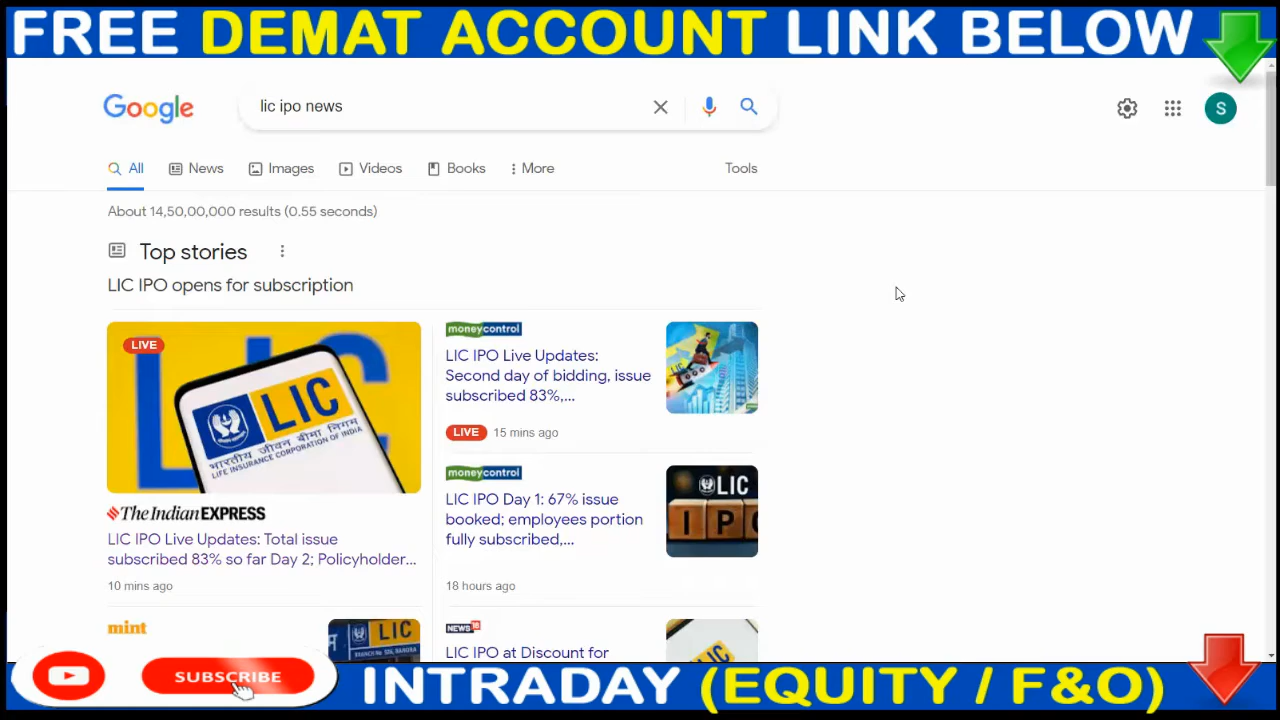 FREE DEMAT ACCOUNT LINK BELOW
Google
lic ipo news
S
All
News
Images
Videos
Books
More
Tools
About 14,50,00,000 results (0.55 seconds)
Top stories
LIC IPO opens for subscription
LIVE
LIC
भारतीय जीवन बीमा निगम
LIFE INSURANCE CORPORATION OF INDIA
The Indian EXPRESS
LIC IPO Live Updates: Total issue
subscribed 83% so far Day 2; Policyholder...
10 mins ago
mint
LIC
moneycontrol
LIC IPO Live Updates:
Second day of bidding, issue
subscribed 83%,...
LIVE 15 mins ago
moneycontrol
LIC IPO Day 1: 67% issue
booked; employees portion
fully subscribed,...
LIC
IPO
18 hours ago
NEWS18
LIC IPO at Discount for
SUBSCRIBE
INTRADAY (EQUITY / F&O)